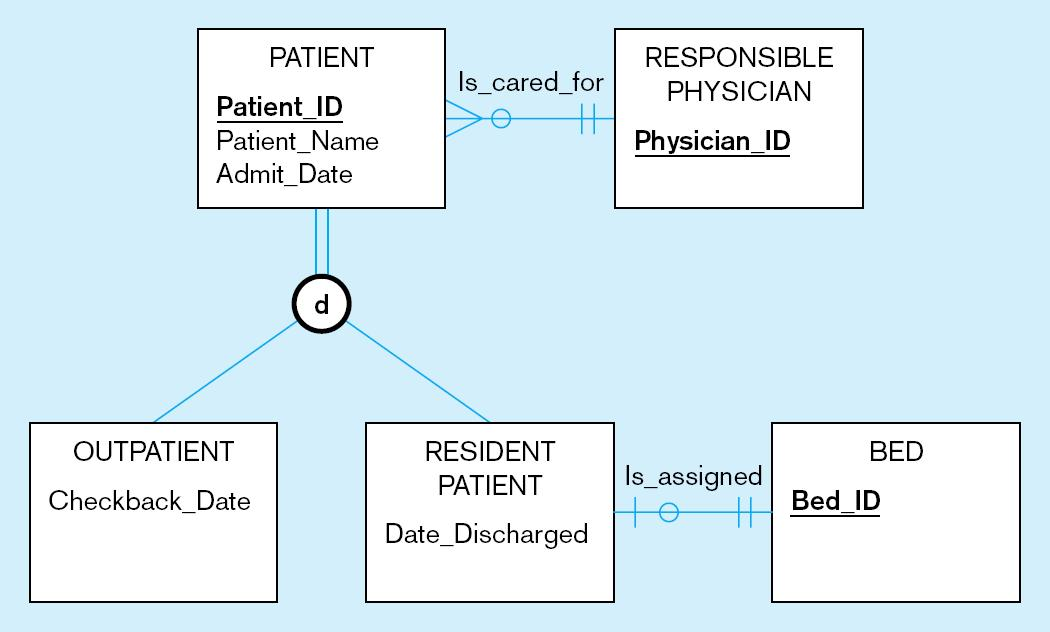 PATIENT
Patient_ID
Patient_Name
Admit_Date
Is_cared_for
RESPONSIBLE
PHYSICIAN
Physician_ID
d
OUTPATIENT
Checkback_Date
RESIDENT
PATIENT
Date_Discharged
Is_assigned
BED
Bed_ID